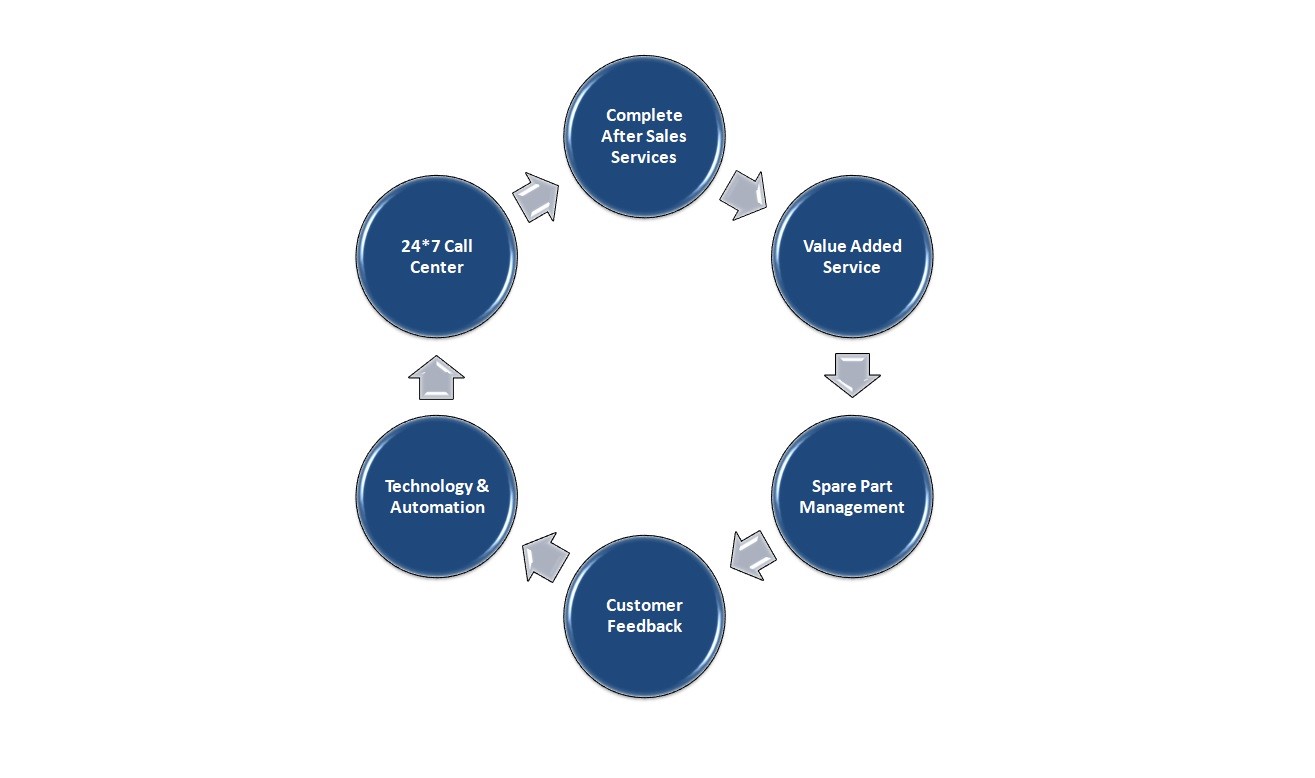 Complete
After Sales
Services
Value Added
Service
Spare Part
Management
Customer
Feedback
Technology &
Automation
24*7 Call
Center